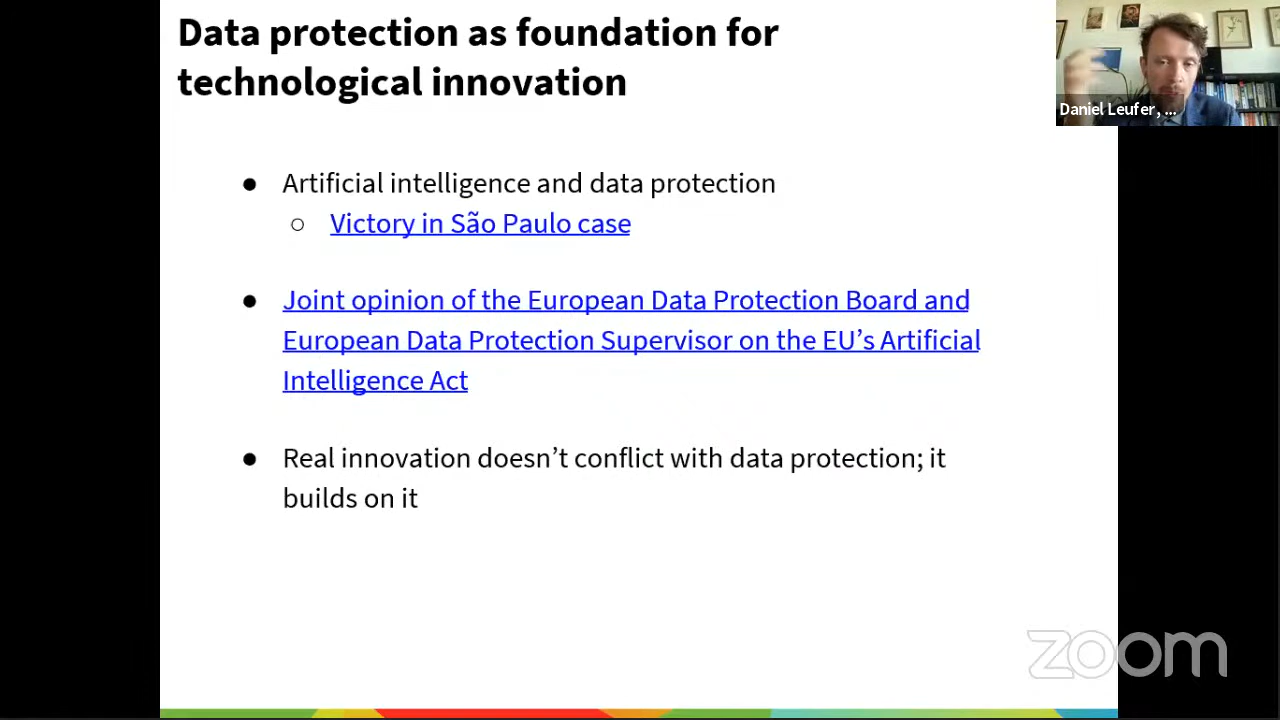 Data protection as foundation for
technological innovation
Daniel Leufer, ...
● Artificial intelligence and data protection
○ Victory in São Paulo case
● Joint opinion of the European Data Protection Board and
European Data Protection Supervisor on the EU’s Artificial
Intelligence Act
● Real innovation doesn’t conflict with data protection; it
builds on it
zoom